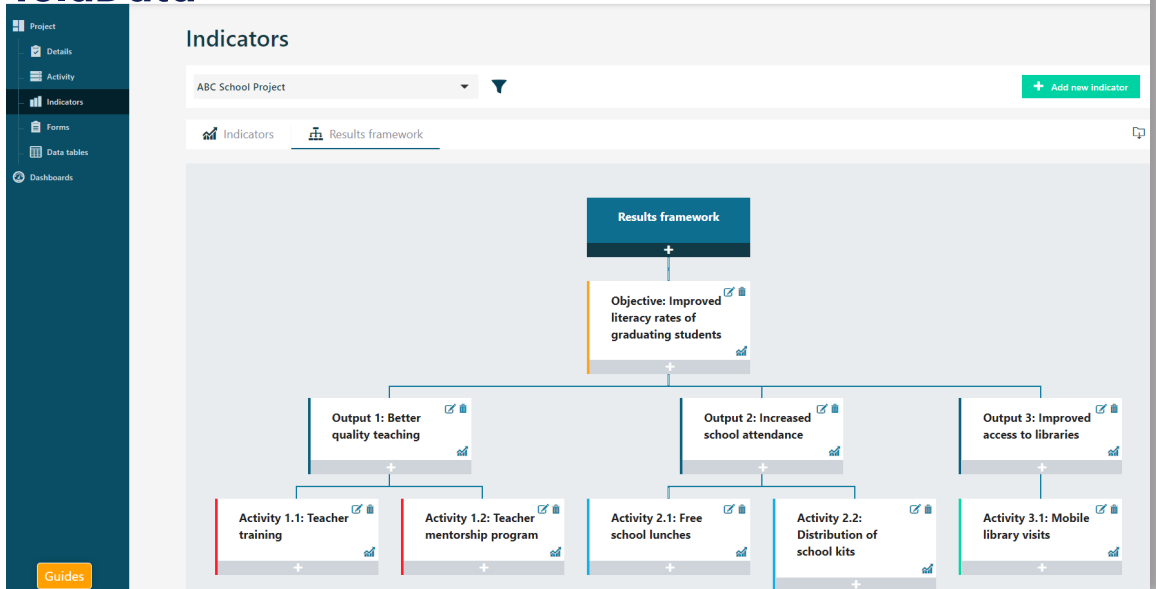 Project
Details
Activity
Indicators
Forms
Data tables
Dashboards
Guides
Indicators
ABC School Project
+ Add new indicator
Indicators
Results framework
Results framework
+
Objective: Improved
literacy rates of
graduating students
+
Output 1: Better
quality teaching
+
Output 2: Increased
school attendance
+
Output 3: Improved
access to libraries
+
Activity 1.1: Teacher
training
+
Activity 1.2: Teacher
mentorship program
+
Activity 2.1: Free
school lunches
+
Activity 2.2:
Distribution of
school kits
+
Activity 3.1: Mobile
library visits
+